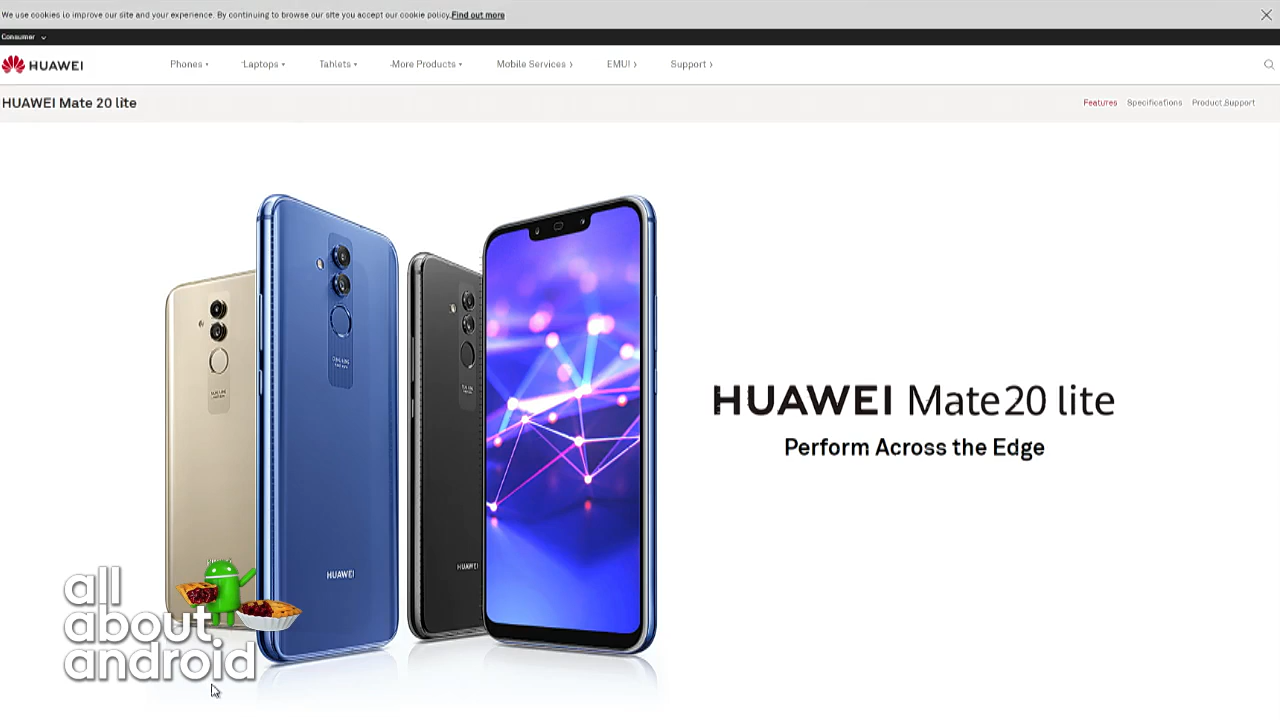 We use cookies to improve our site and your experience. By continuing to browse our site you accept our cookie policy. Find out more
Consumer
HUAWEI
Phones
Laptops
Tablets
More Products
Mobile Services
EMUI
Support
HUAWEI Mate 20 lite
Features
Specifications
Product Support
HUAWEI Mate 20 lite
Perform Across the Edge
HUAWEI
HUAWEI
all
about
android